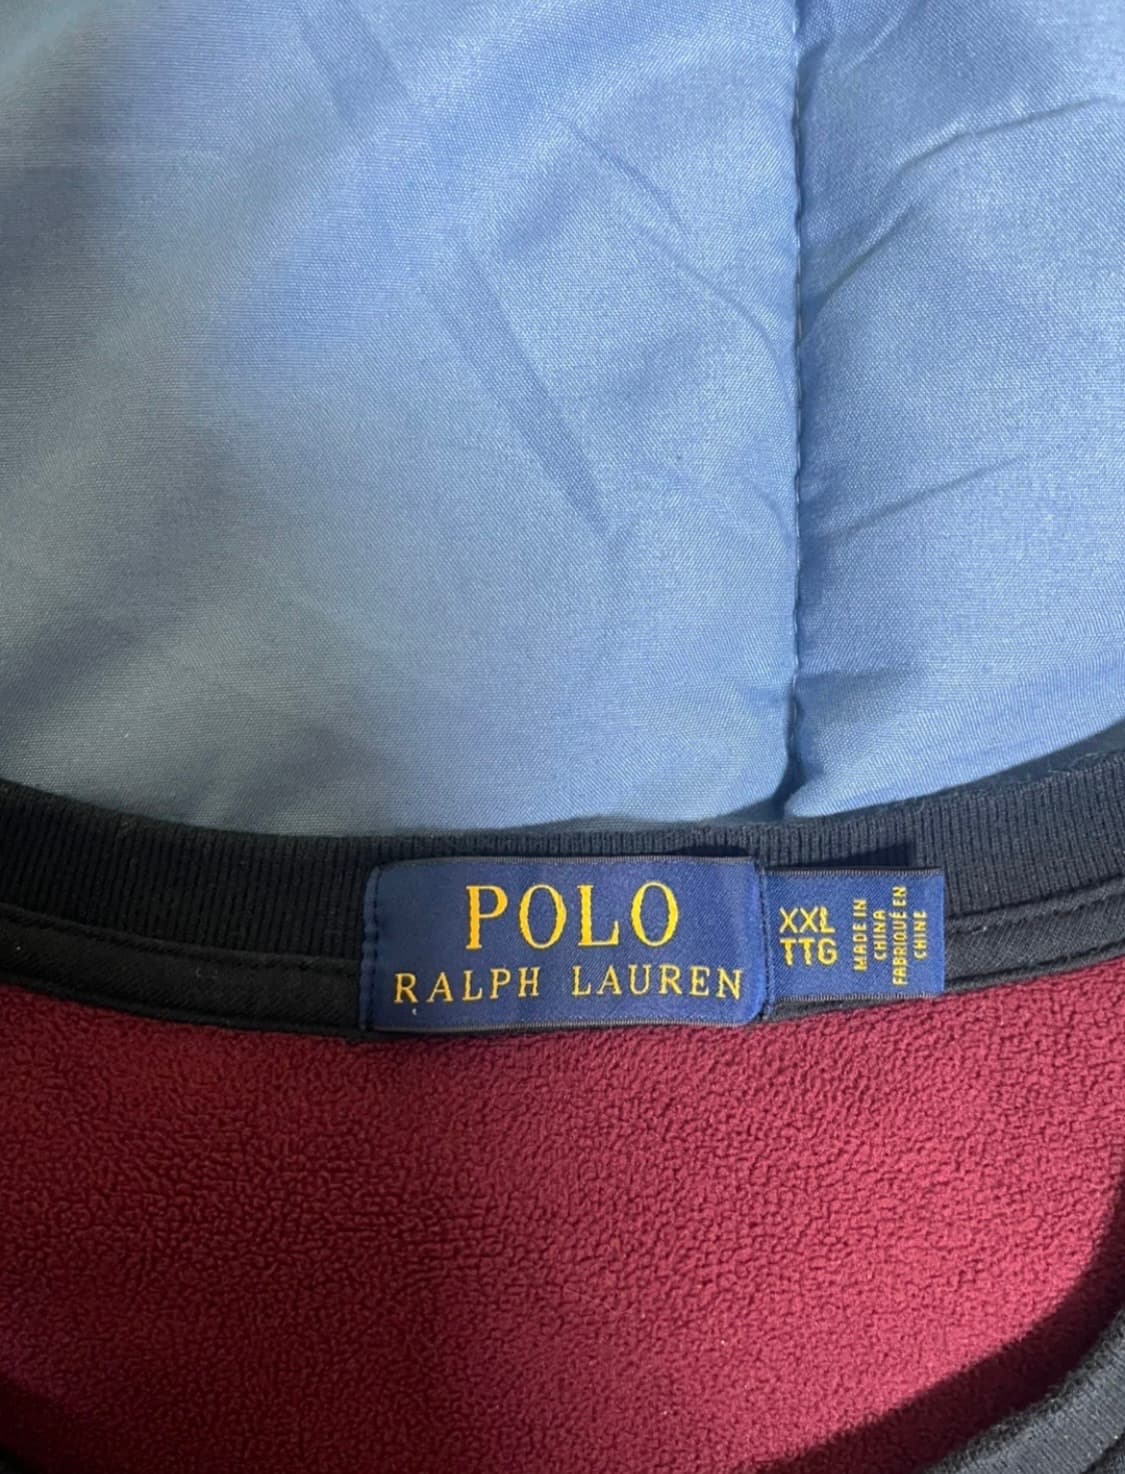 POLO
RALPH LAUREN
XXL
TTG
MADE IN
CHINA
FABRIQUÉ EN
CHINE